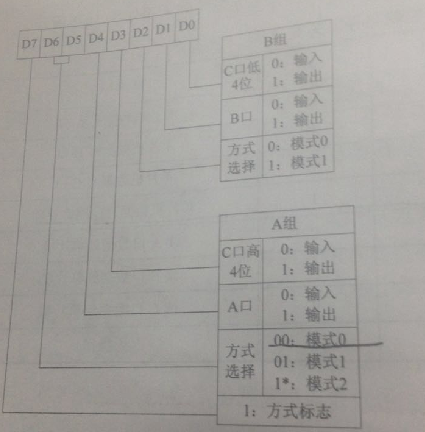 D7 D6 D5 D4 D3 D2 D1 D0
B组
C口低4位
0：输入
1：输出
B口
0：输入
1：输出
方式选择
0：模式0
1：模式1
A组
C口高4位
0：输入
1：输出
A口
0：输入
1：输出
方式选择
00：模式0
01：模式1
1*：模式2
1：方式标志